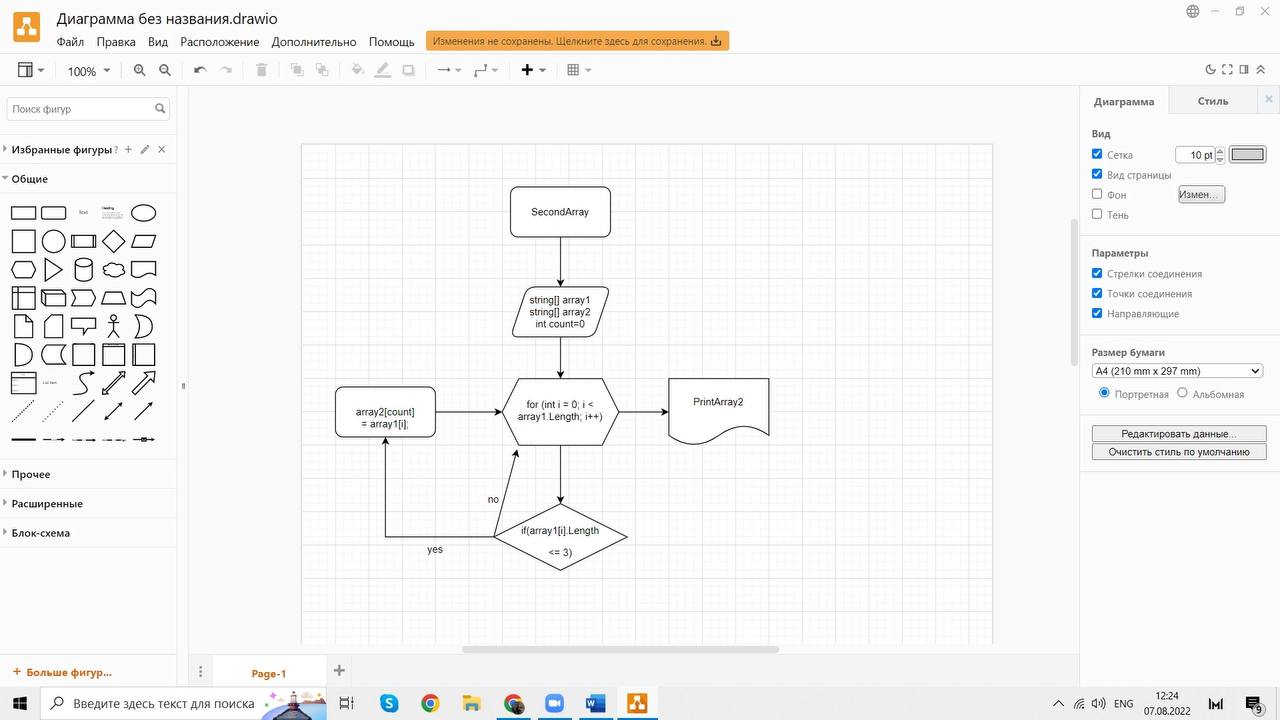 Диаграмма без названия.drawio
Файл Правка Вид Расположение Дополнительно Помощь
Изменения не сохранены. Щелкните здесь для сохранения.
100%
Поиск фигур
Избранные фигуры ?
Общие
Text
Heading
List Item
Прочее
Расширенные
Блок-схема
+ Больше фигур...
SecondArray
string[] array1
string[] array2
int count=0
array2[count]
= array1[i];
for (int i = 0; i <
array1.Length; i++)
PrintArray2
no
if(array1[i].Length
<= 3)
yes
Page-1
Диаграмма
Стиль
Вид
Сетка
10 pt
Вид страницы
Фон
Измен...
Тень
Параметры
Стрелки соединения
Точки соединения
Направляющие
Размер бумаги
A4 (210 mm x 297 mm)
Портретная
Альбомная
Редактировать данные...
Очистить стиль по умолчанию
Введите здесь текст для поиска
ENG
12:24
07.08.2022
9